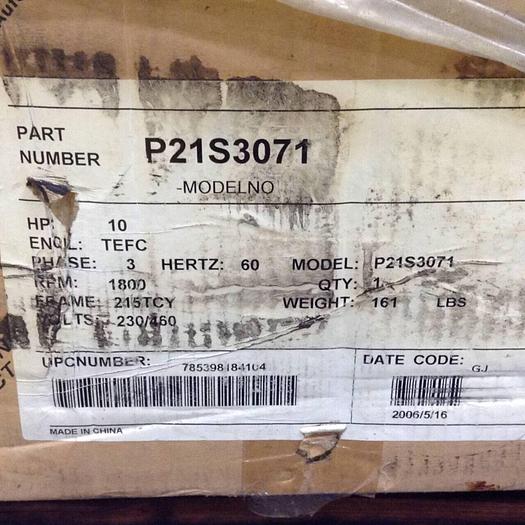 PART
NUMBER
P21S3071
-MODELNO
HP: 10
ENCL: TEFC
PHASE: 3 HERTZ: 60 MODEL: P21S3071
RPM: 1800 QTY: 1
FRAME: 215TCY WEIGHT: 161 LBS
VOLTS: 230/460
UPCNUMBER: 785398184104 DATE CODE: GJ
2006/5/16
MADE IN CHINA